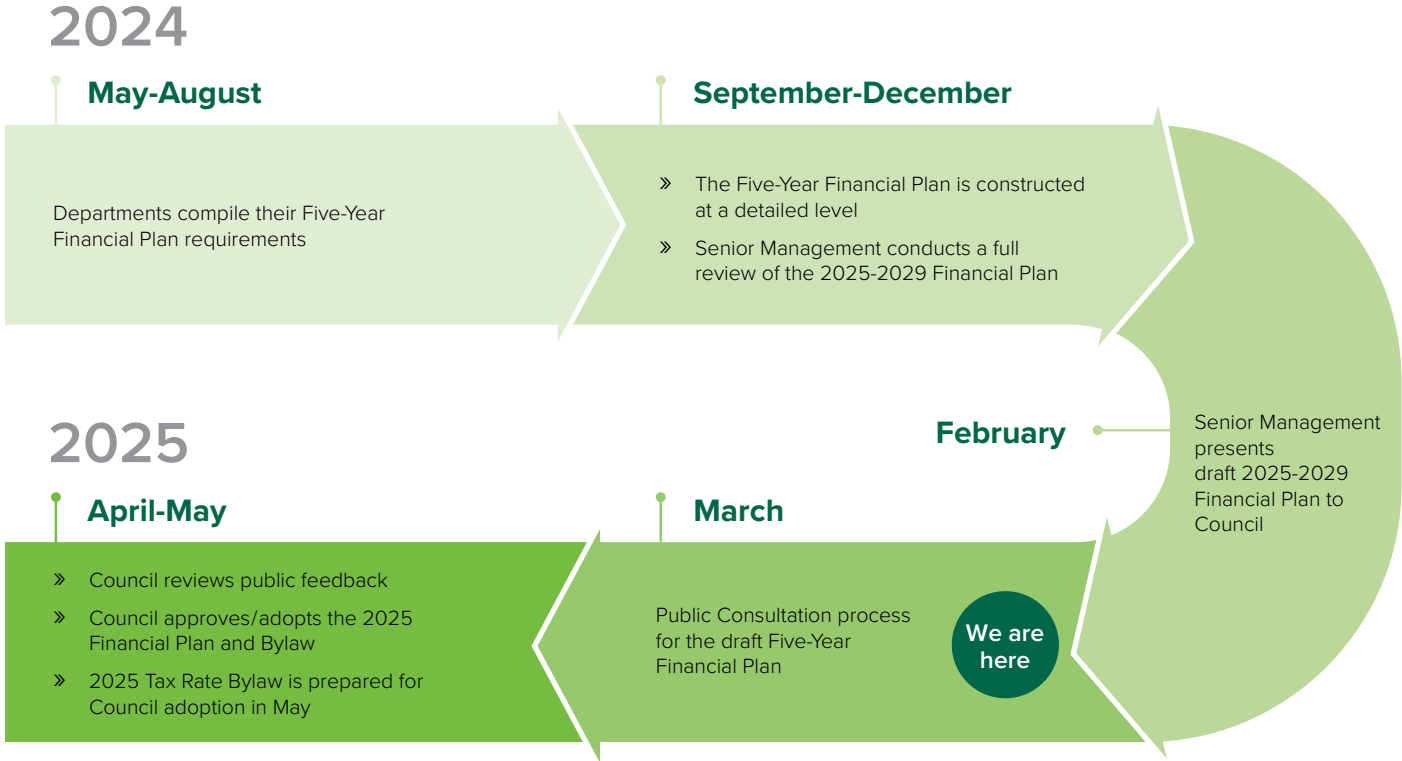 2024
May-August
Departments compile their Five-Year
Financial Plan requirements
September-December
» The Five-Year Financial Plan is constructed
at a detailed level
» Senior Management conducts a full
review of the 2025-2029 Financial Plan
February
Senior Management
presents
draft 2025-2029
Financial Plan to
Council
2025
March
Public Consultation process
for the draft Five-Year
Financial Plan
We are
here
April-May
» Council reviews public feedback
» Council approves/adopts the 2025
Financial Plan and Bylaw
» 2025 Tax Rate Bylaw is prepared for
Council adoption in May